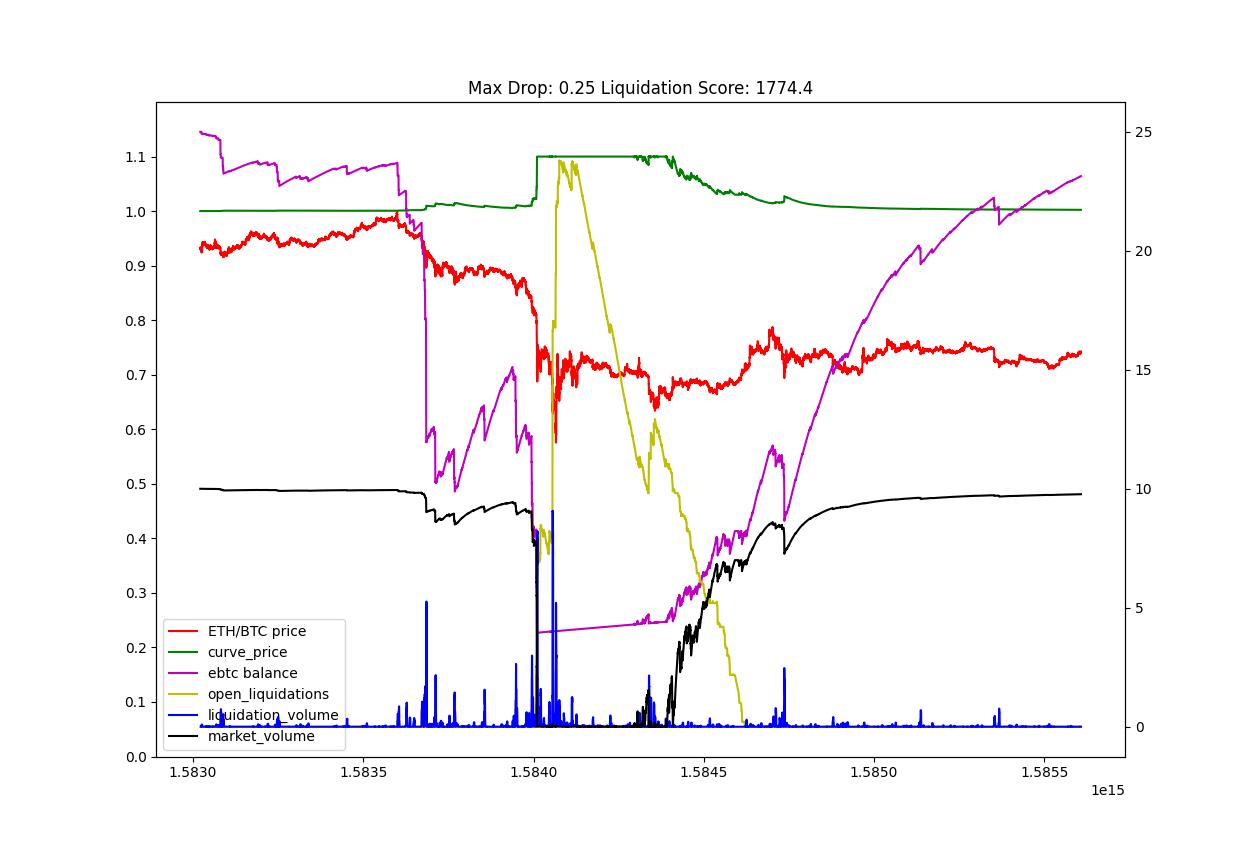 Max Drop: 0.25 Liquidation Score: 1774.4
1.1
1.0
0.9
0.8
0.7
0.6
0.5
0.4
0.3
0.2
0.1
0.0
25
20
15
10
5
0
ETH/BTC price
curve_price
ebtc balance
open_liquidations
liquidation_volume
market_volume
1.5830 1.5835 1.5840 1.5845 1.5850 1.5855
1e15